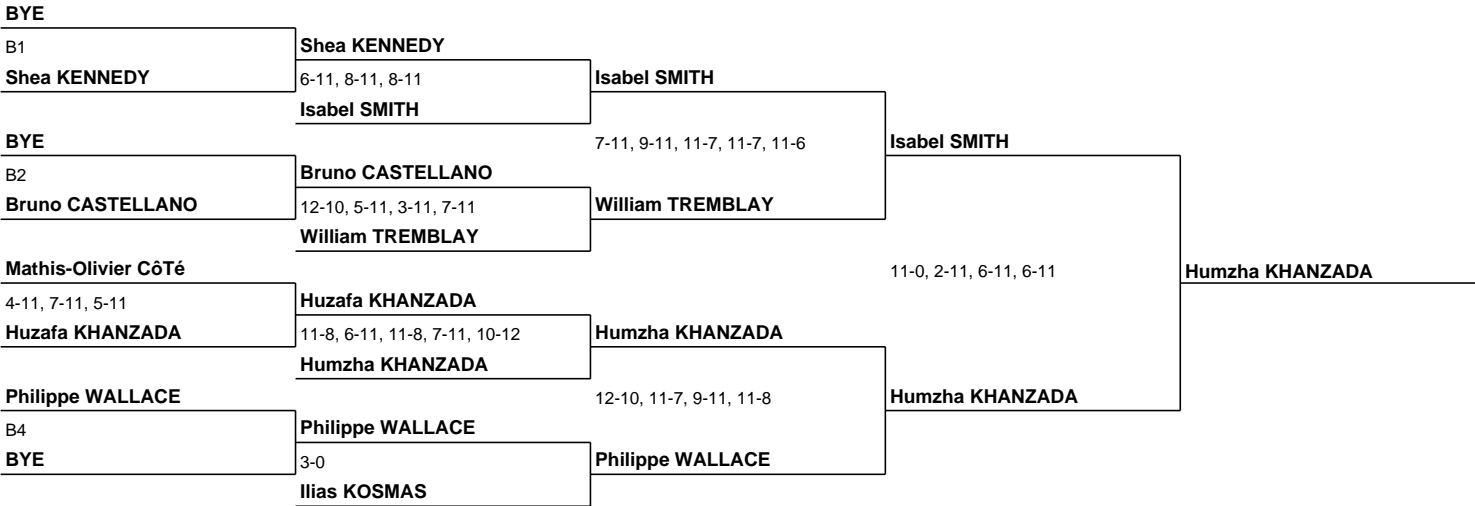 BYE
B1
Shea KENNEDY
Shea KENNEDY
6-11, 8-11, 8-11
Isabel SMITH
Isabel SMITH
BYE
B2
Bruno CASTELLANO
Bruno CASTELLANO
12-10, 5-11, 3-11, 7-11
William TREMBLAY
7-11, 9-11, 11-7, 11-7, 11-6
William TREMBLAY
Isabel SMITH
Mathis-Olivier CôTé
4-11, 7-11, 5-11
Huzafa KHANZADA
Huzafa KHANZADA
11-8, 6-11, 11-8, 7-11, 10-12
Humzha KHANZADA
Humzha KHANZADA
Philippe WALLACE
B4
BYE
Philippe WALLACE
3-0
Ilias KOSMAS
12-10, 11-7, 9-11, 11-8
Philippe WALLACE
Humzha KHANZADA
11-0, 2-11, 6-11, 6-11
Humzha KHANZADA